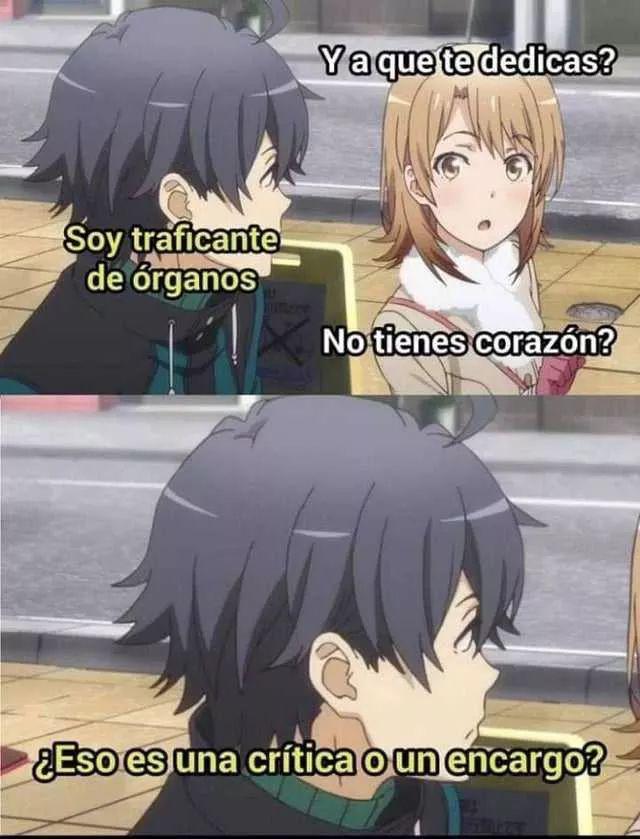 Y a que te dedicas?
Soy traficante
de órganos
No tienes corazón?
¿Eso es una crítica o un encargo?